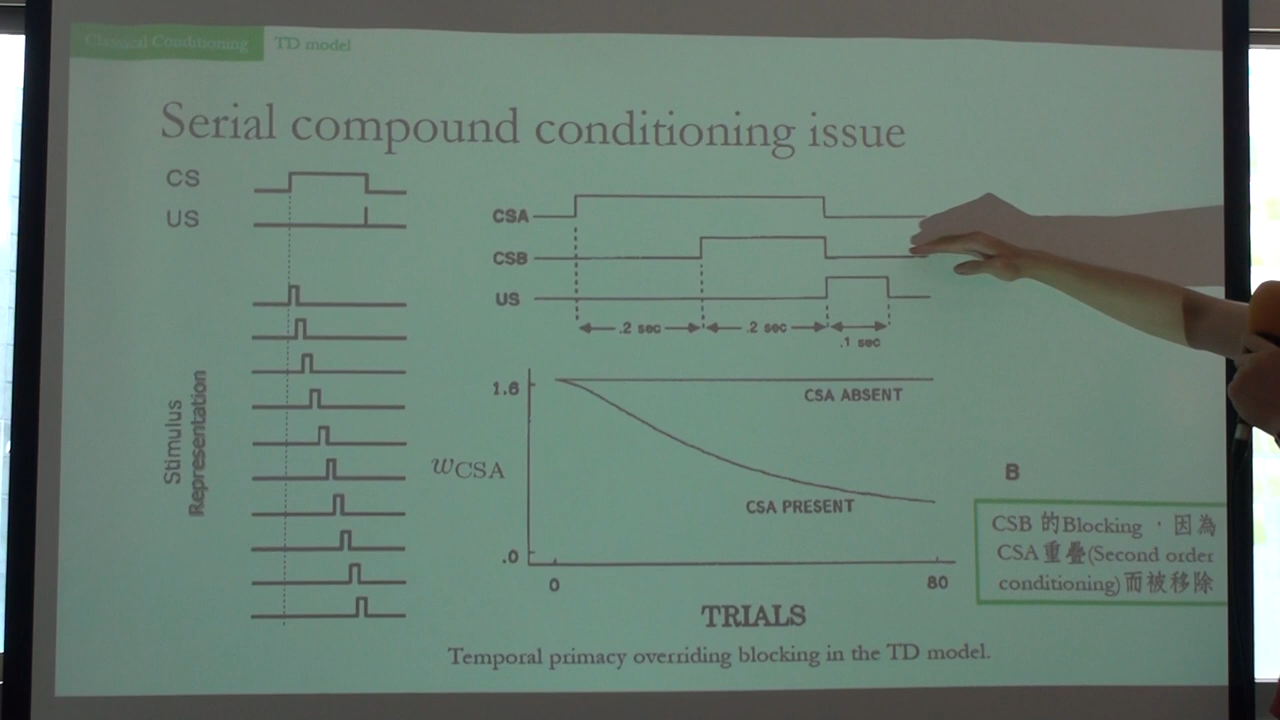 Classical Conditioning TD model
Serial compound conditioning issue
CS
US
Stimulus
Representation
CSA
CSB
US
.2 sec .2 sec
.1 sec
1.6
CSA ABSENT
wCSA
CSA PRESENT
.0
0 80
TRIALS
Temporal primacy overriding blocking in the TD model.
B
CSB 的Blocking,因為
CSA重疊(Second order
conditioning)而被移除